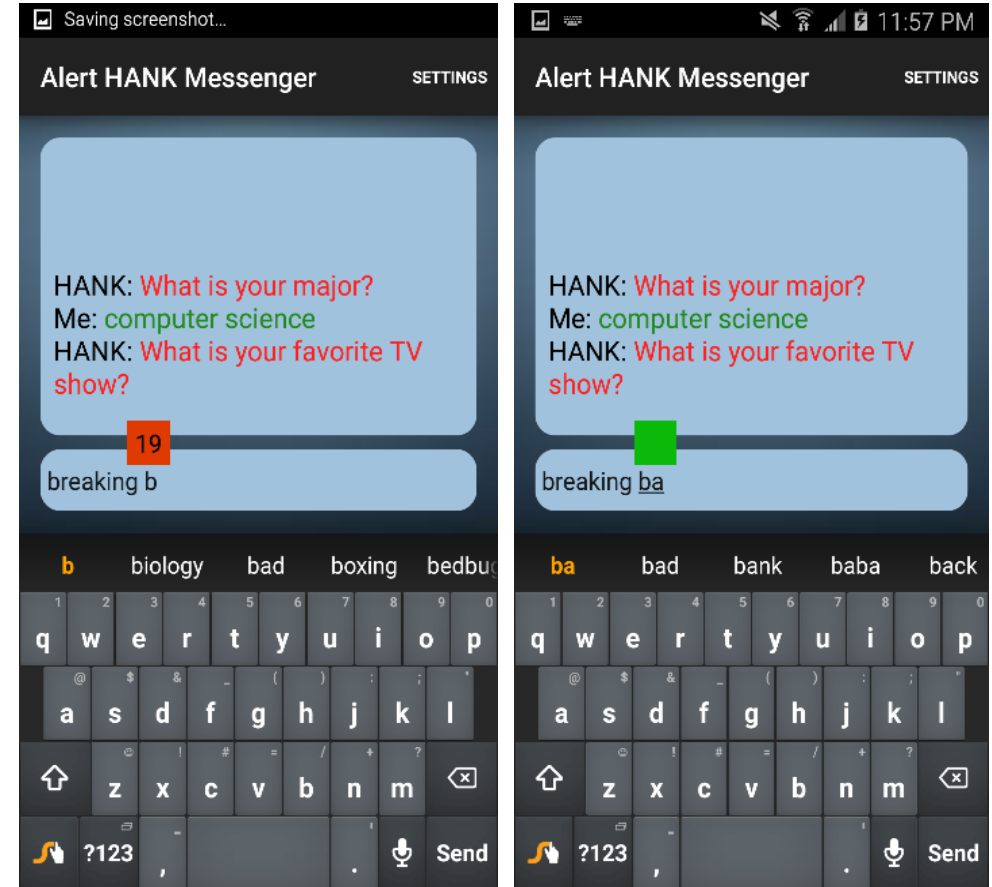 Saving screenshot...
Alert HANK Messenger SETTINGS
HANK: What is your major?
Me: computer science
HANK: What is your favorite TV
show?
19
breaking b
b biology bad boxing bedbug
1 2 3 4 5 6 7 8 9 0
q w e r t y u i o p
@ $ & _ ( ) : ; '
a s d f g h j k l
☺ ! # = / + ?
z x c v b n m
?123 , . Send
11:57 PM
Alert HANK Messenger SETTINGS
HANK: What is your major?
Me: computer science
HANK: What is your favorite TV
show?
breaking ba
ba bad bank baba back
1 2 3 4 5 6 7 8 9 0
q w e r t y u i o p
@ $ & _ ( ) : ; "
a s d f g h j k l
☺ ! # = / + ?
z x c v b n m
?123 , . Send